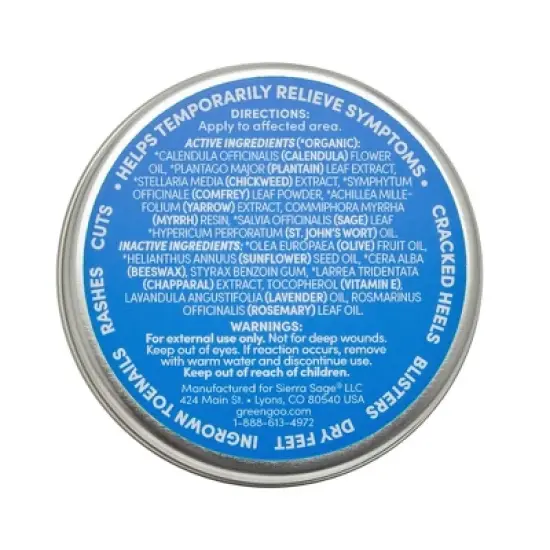 • HELPS TEMPORARILY RELIEVE SYMPTOMS •
DIRECTIONS:
Apply to affected area.
ACTIVE INGREDIENTS (*ORGANIC):
*CALENDULA OFFICINALIS (CALENDULA) FLOWER
OIL, *PLANTAGO MAJOR (PLANTAIN) LEAF EXTRACT,
*STELLARIA MEDIA (CHICKWEED) EXTRACT, *SYMPHYTUM
OFFICINALE (COMFREY) LEAF POWDER, *ACHILLEA MILLE-
FOLIUM (YARROW) EXTRACT, COMMIPHORA MYRRHA
(MYRRH) RESIN, *SALVIA OFFICINALIS (SAGE) LEAF
*HYPERICUM PERFORATUM (ST. JOHN'S WORT) OIL.
INACTIVE INGREDIENTS: *OLEA EUROPAEA (OLIVE) FRUIT OIL,
*HELIANTHUS ANNUUS (SUNFLOWER) SEED OIL, *CERA ALBA
(BEESWAX), STYRAX BENZOIN GUM, *LARREA TRIDENTATA
(CHAPARRAL) EXTRACT, TOCOPHEROL (VITAMIN E),
LAVANDULA ANGUSTIFOLIA (LAVENDER) OIL, ROSMARINUS
OFFICINALIS (ROSEMARY) LEAF OIL.
WARNINGS:
For external use only. Not for deep wounds.
Keep out of eyes. If reaction occurs, remove
with warm water and discontinue use.
Keep out of reach of children.
Manufactured for Sierra Sage® LLC
424 Main St. • Lyons, CO 80540 USA
greengoo.com
1-888-613-4972
CRACKED HEELS BLISTERS DRY FEET INGROWN TOENAILS RASHES CUTS